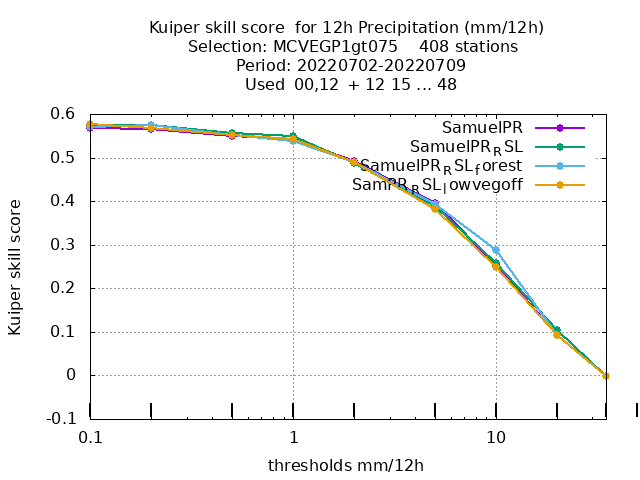 Kuiper skill score  for 12h Precipitation (mm/12h)
Selection: MCVEGP1gt075    408 stations
Period: 20220702-20220709
Used  00,12  + 12 15 ... 48
SamuelPR
SamuelPR_RSL
SamuelPR_RSL_forest
SamPR_RSL_lowvegoff
Kuiper skill score
0.6
0.5
0.4
0.3
0.2
0.1
0
-0.1
0.1 1 10
thresholds mm/12h